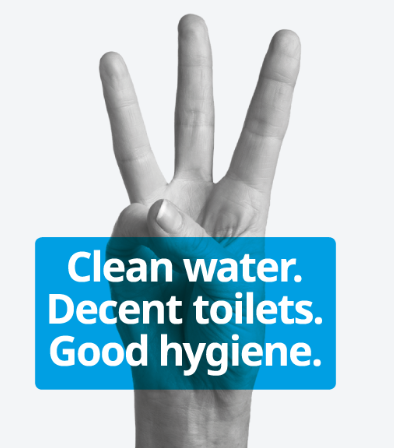 Clean water.
Decent toilets.
Good hygiene.